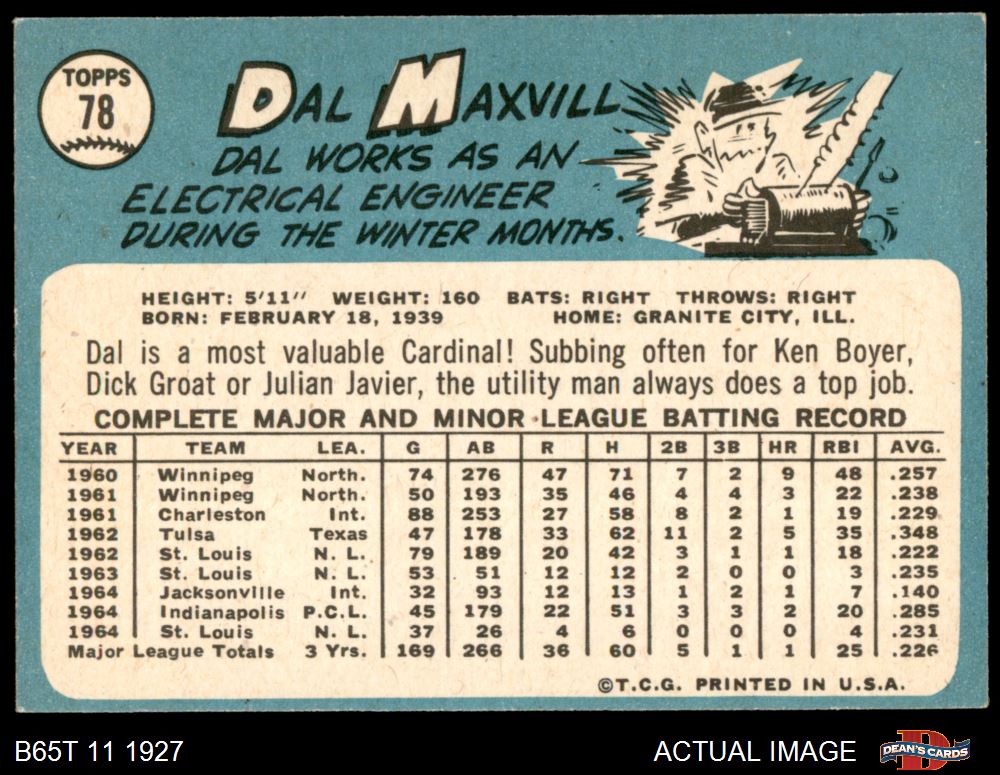 TOPPS
78
DAL MAXVILL
DAL WORKS AS AN
ELECTRICAL ENGINEER
DURING THE WINTER MONTHS.
HEIGHT: 5'11" WEIGHT: 160 BATS: RIGHT THROWS: RIGHT
BORN: FEBRUARY 18, 1939 HOME: GRANITE CITY, ILL.
Dal is a most valuable Cardinal! Subbing often for Ken Boyer,
Dick Groat or Julian Javier, the utility man always does a top job.
COMPLETE MAJOR AND MINOR LEAGUE BATTING RECORD
YEAR TEAM LEA. G AB R H 2B 3B HR RBI AVG.
1960 Winnipeg North. 74 276 47 71 7 2 9 48 .257
1961 Winnipeg North. 50 193 35 46 4 4 3 22 .238
1961 Charleston Int. 88 253 27 58 8 2 1 19 .229
1962 Tulsa Texas 47 178 33 62 11 2 5 35 .348
1962 St. Louis N. L. 79 189 20 42 3 1 1 18 .222
1963 St. Louis N. L. 53 51 12 12 2 0 0 3 .235
1964 Jacksonville Int. 32 93 12 13 1 2 1 7 .140
1964 Indianapolis P.C.L. 45 179 22 51 3 3 2 20 .285
1964 St. Louis N. L. 37 26 4 6 0 0 0 4 .231
Major League Totals 3 Yrs. 169 266 36 60 5 1 1 25 .226
©T.C.G. PRINTED IN U.S.A.
B65T 11 1927 ACTUAL IMAGE DEAN'S CARDS